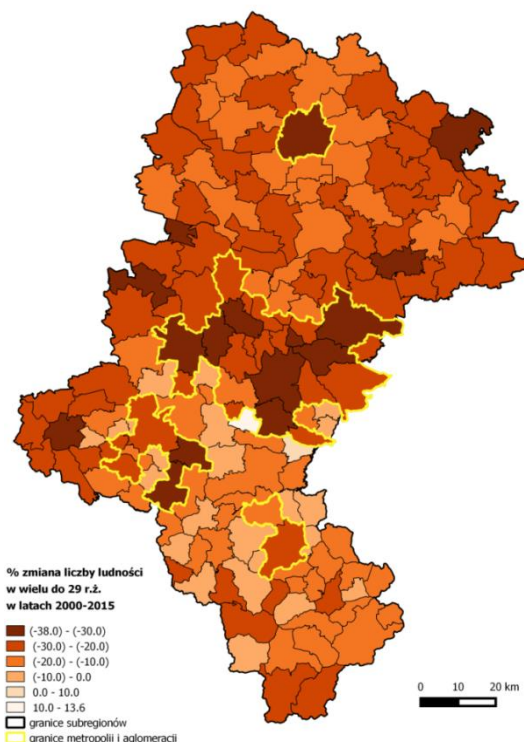 % zmiana liczby ludności
w wielu do 29 r.ż.
w latach 2000-2015
(-38.0) - (-30.0)
(-30.0) - (-20.0)
(-20.0) - (-10.0)
(-10.0) - 0.0
0.0 - 10.0
10.0 - 13.6
granice subregionów
granice metropolii i aglomeracji
0 10 20 km